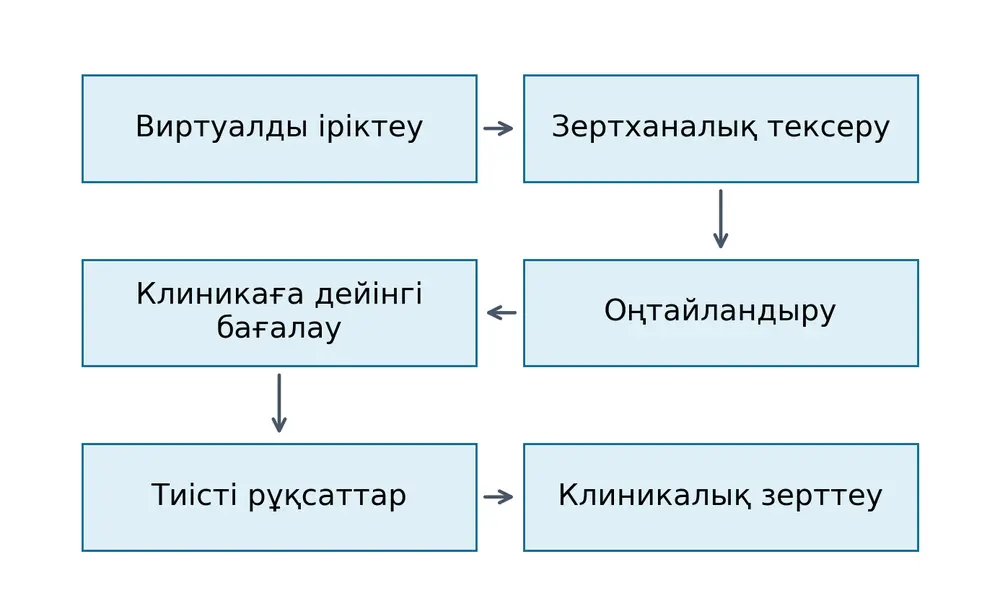 Виртуалды іріктеу
Зертханалық тексеру
Оңтайландыру
Клиникаға дейінгі
бағалау
Тиісті рұқсаттар
Клиникалық зерттеу